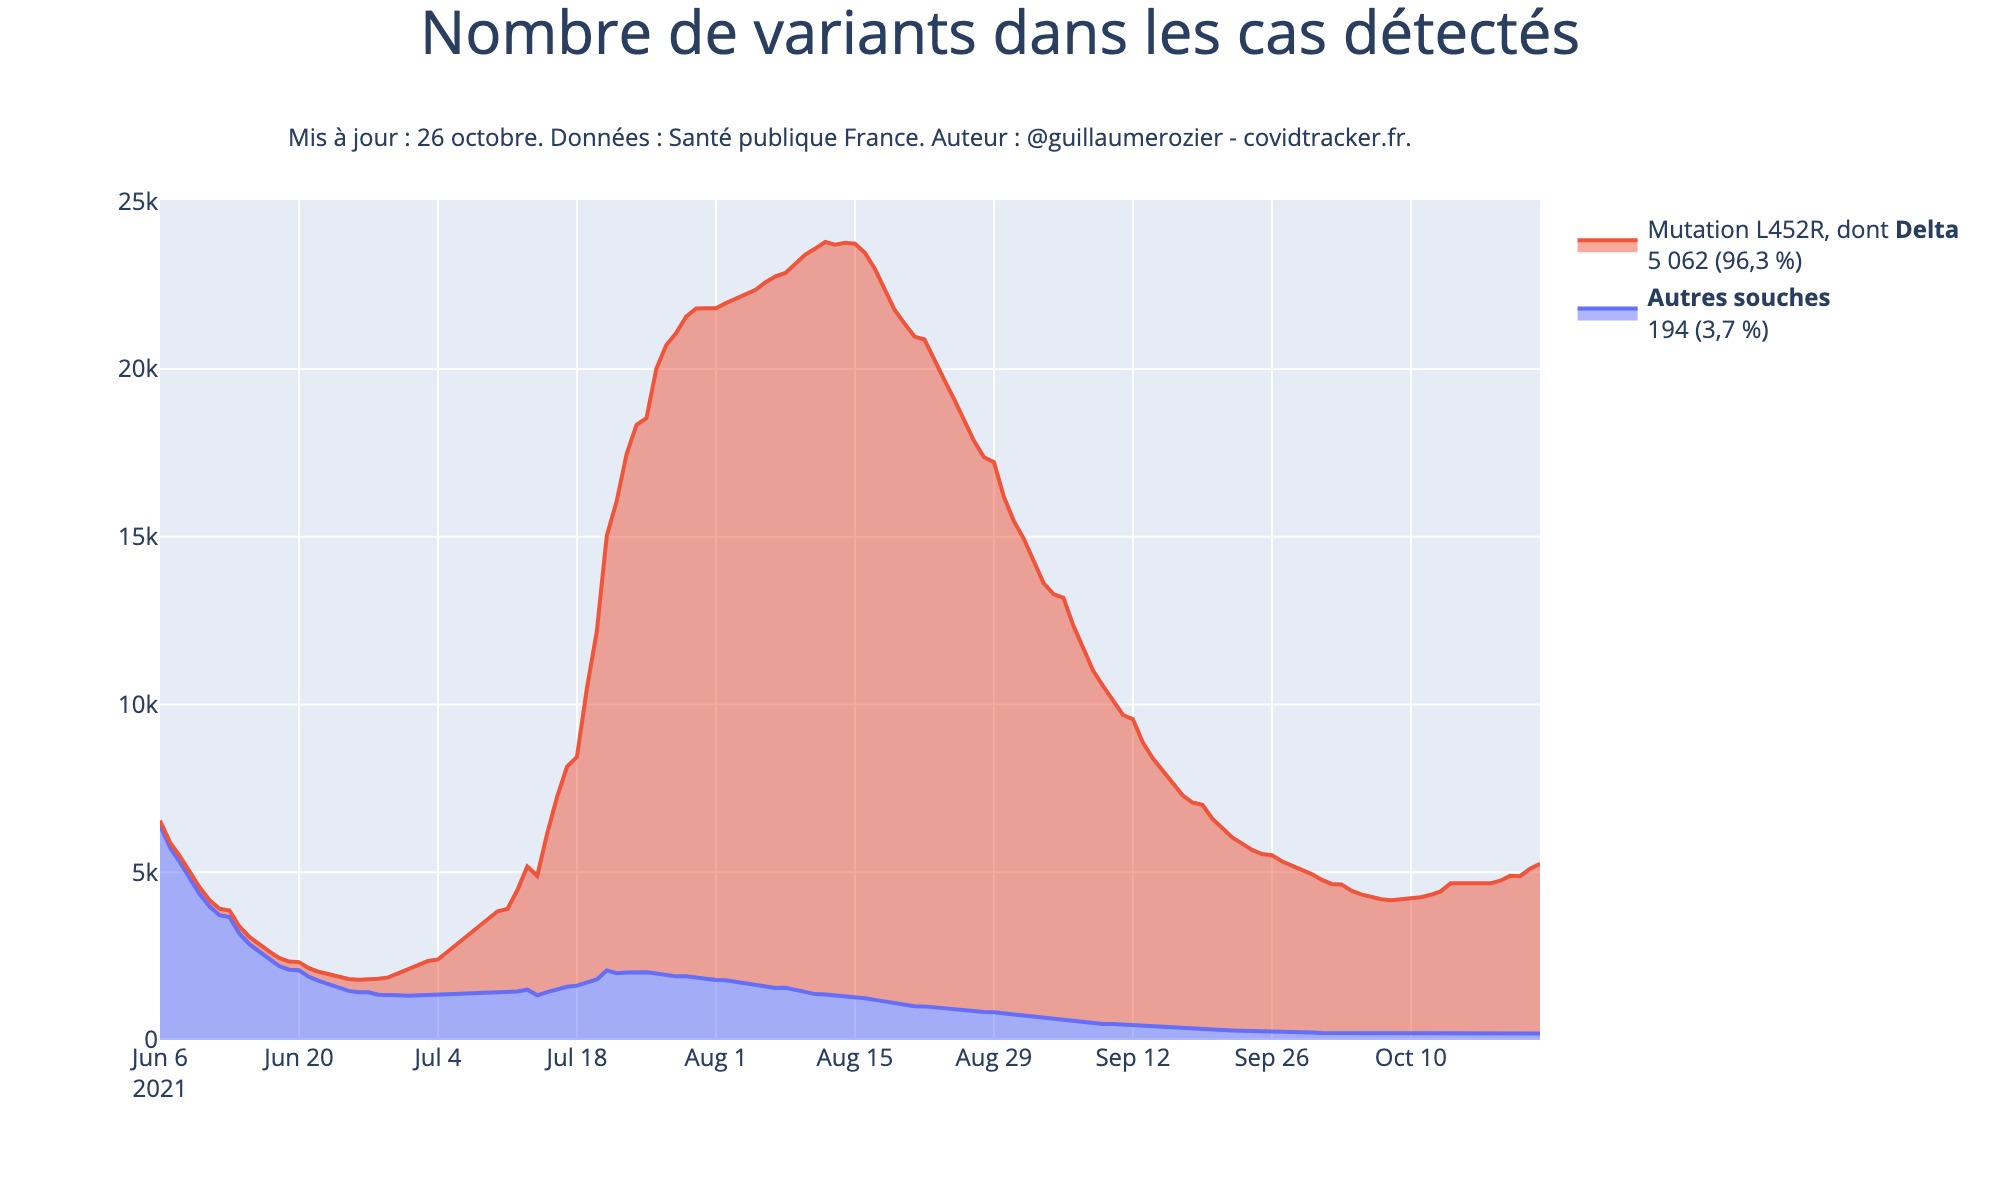 Nombre de variants dans les cas détectés
Mis à jour : 26 octobre. Données : Santé publique France. Auteur : @guillaumerozier - covidtracker.fr.
25k
20k
15k
10k
5k
0
Jun 6
2021
Jun 20
Jul 4
Jul 18
Aug 1
Aug 15
Aug 29
Sep 12
Sep 26
Oct 10
Mutation L452R, dont Delta
5 062 (96,3 %)
Autres souches
194 (3,7 %)